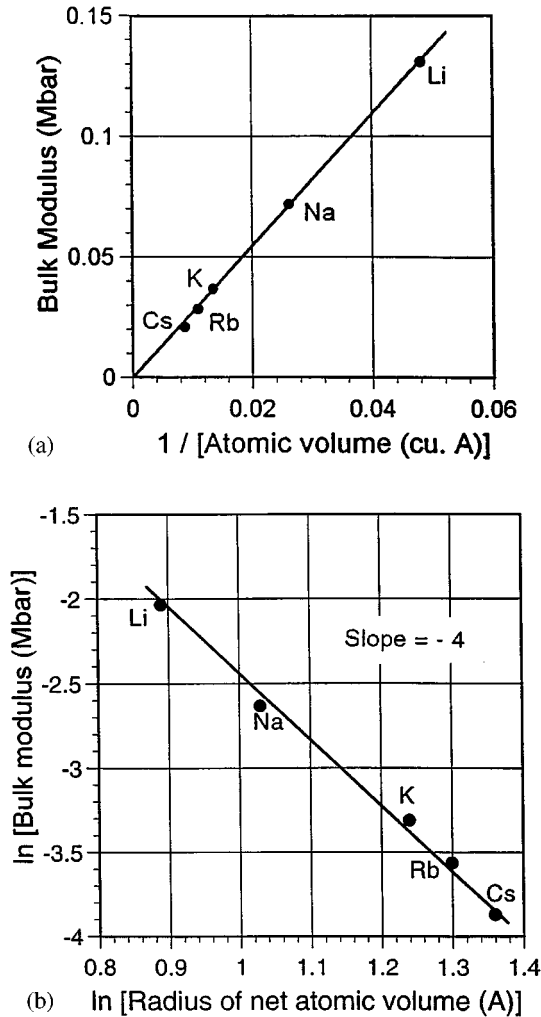 0.15
0.1
0.05
0
Bulk Modulus (Mbar)
Li
Na
K
Cs
Rb
0 0.02 0.04 0.06
1 / [Atomic volume (cu. A)]
(a)
-1.5
-2
-2.5
-3
-3.5
-4
ln [Bulk modulus (Mbar)]
Li
Slope = - 4
Na
K
Rb
Cs
0.8 0.9 1 1.1 1.2 1.3 1.4
(b) ln [Radius of net atomic volume (A)]